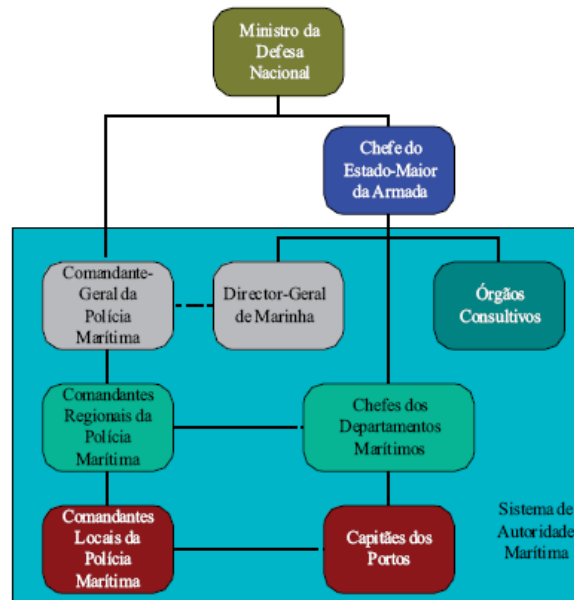 Ministro da
Defesa
Nacional
Chefe do
Estado-Maior
da Armada
Comandante-
Geral da
Polícia
Marítima
Director-Geral
de Marinha
Órgãos
Consultivos
Comandantes
Regionais da
Polícia
Marítima
Chefes dos
Departamentos
Marítimos
Comandantes
Locais da
Polícia
Marítima
Capitães dos
Portos
Sistema de
Autoridade
Marítima